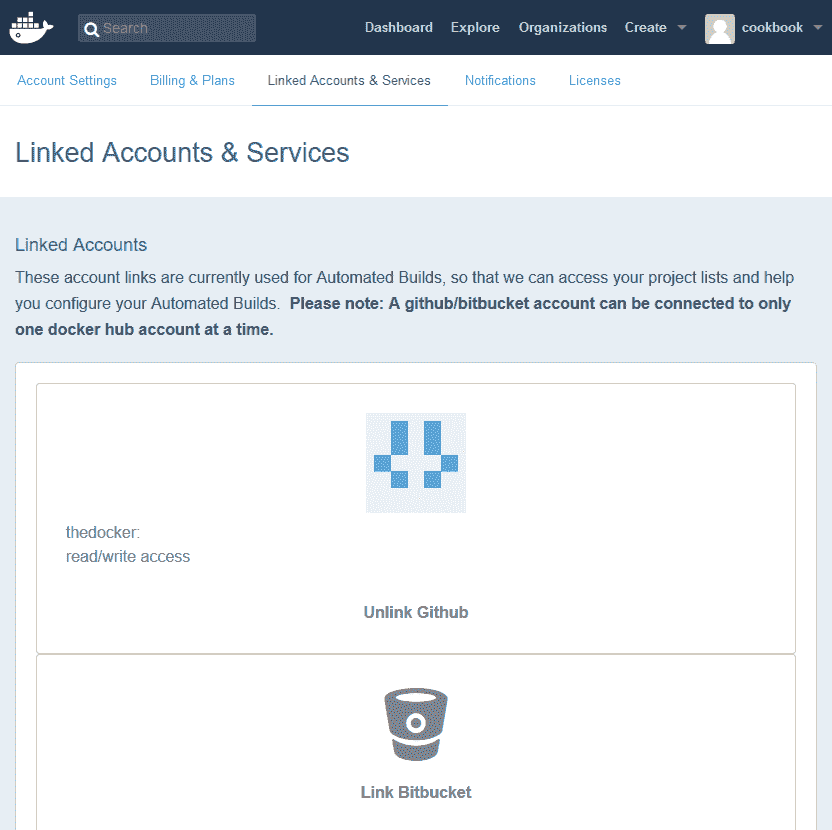 Search
Dashboard Explore Organizations Create cookbook
Account Settings Billing & Plans Linked Accounts & Services Notifications Licenses
Linked Accounts & Services
Linked Accounts
These account links are currently used for Automated Builds, so that we can access your project lists and help
you configure your Automated Builds. Please note: A github/bitbucket account can be connected to only
one docker hub account at a time.
thedocker:
read/write access
Unlink Github
Link Bitbucket